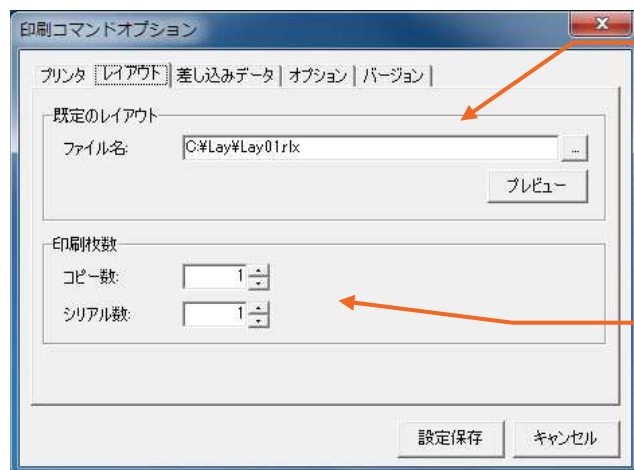 印刷コマンドオプション
プリンタ レイアウト 差し込みデータ オプション バージョン
既定のレイアウト
ファイル名: C:¥Lay¥Lay01.rlx ...
プレビュー
印刷枚数
コピー数: 1
シリアル数: 1
設定保存 キャンセル